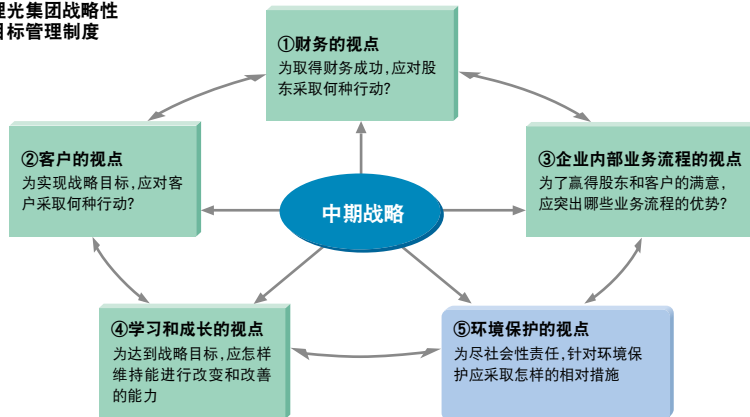 理光集团战略性
目标管理制度
①财务的视点
为取得财务成功,应对股
东采取何种行动?
②客户的视点
为实现战略目标,应对客
户采取何种行动?
③企业内部业务流程的视点
为了赢得股东和客户的满意,
应突出哪些业务流程的优势?
中期战略
④学习和成长的视点
为达到战略目标,应怎样
维持能进行改变和改善
的能力
⑤环境保护的视点
为尽社会性责任,针对环境保
护应采取怎样的相对措施